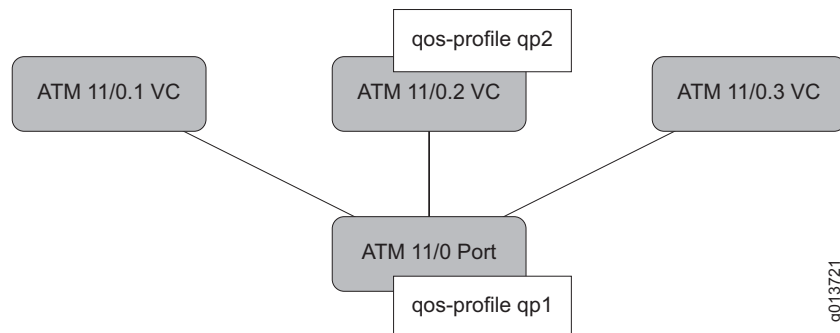 qos-profile qp2
ATM 11/0.1 VC
ATM 11/0.2 VC
ATM 11/0.3 VC
ATM 11/0 Port
qos-profile qp1
g013721